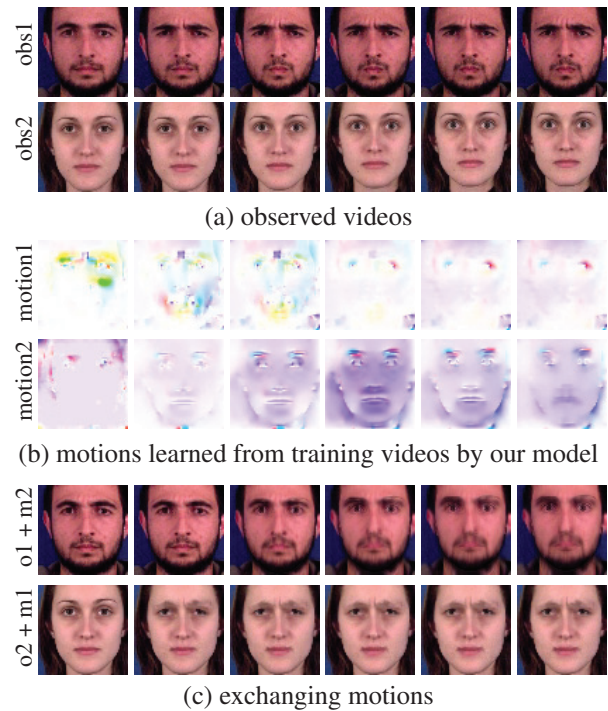 obs1
obs2
(a) observed videos
motion1
motion2
(b) motions learned from training videos by our model
o1 + m2
o2 + m1
(c) exchanging motions